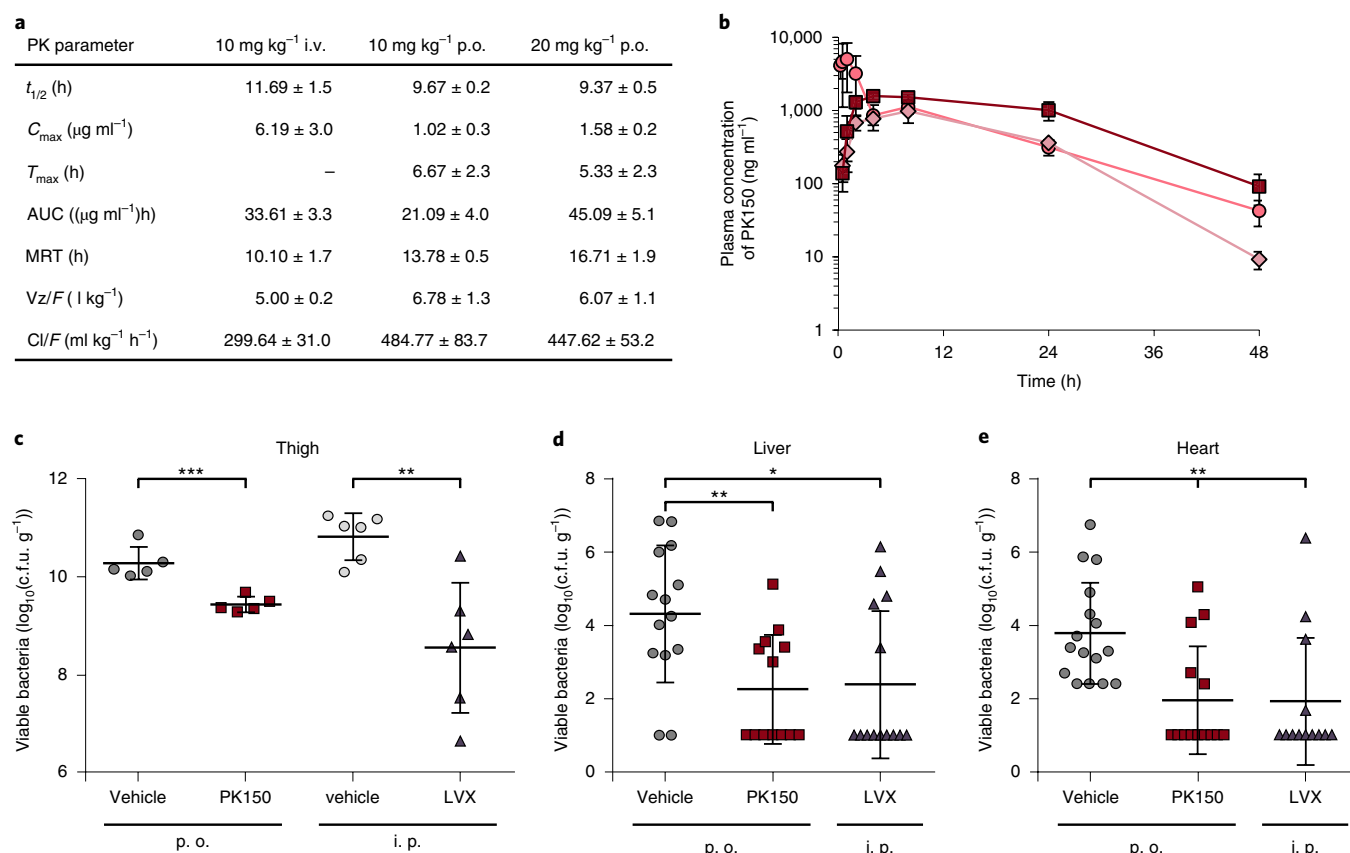 a
PK parameter 10 mg kg⁻¹ i.v. 10 mg kg⁻¹ p.o. 20 mg kg⁻¹ p.o.
t₁/₂ (h) 11.69 ± 1.5 9.67 ± 0.2 9.37 ± 0.5
Cₘₐₓ (μg ml⁻¹) 6.19 ± 3.0 1.02 ± 0.3 1.58 ± 0.2
Tₘₐₓ (h) – 6.67 ± 2.3 5.33 ± 2.3
AUC ((μg ml⁻¹)h) 33.61 ± 3.3 21.09 ± 4.0 45.09 ± 5.1
MRT (h) 10.10 ± 1.7 13.78 ± 0.5 16.71 ± 1.9
Vz/F ( l kg⁻¹) 5.00 ± 0.2 6.78 ± 1.3 6.07 ± 1.1
Cl/F (ml kg⁻¹ h⁻¹) 299.64 ± 31.0 484.77 ± 83.7 447.62 ± 53.2
b
Plasma concentration
of PK150 (ng ml⁻¹)
10,000
1,000
100
10
1
0 12 24 36 48
Time (h)
c
Thigh
*** **
Viable bacteria (log₁₀(c.f.u. g⁻¹))
12
10
8
6
Vehicle PK150 vehicle LVX
p. o. i. p.
d
Liver
*
**
Viable bacteria (log₁₀(c.f.u. g⁻¹))
8
6
4
2
0
Vehicle PK150 LVX
p. o. i. p.
e
Heart
**
Viable bacteria (log₁₀(c.f.u. g⁻¹))
8
6
4
2
0
Vehicle PK150 LVX
p. o. i. p.